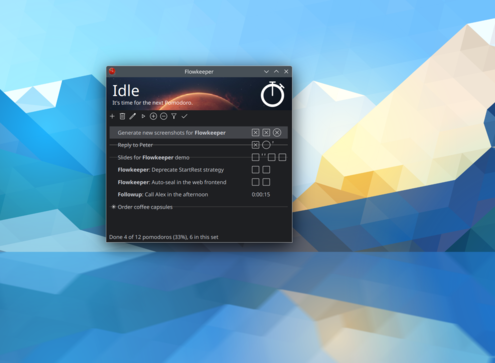 Flowkeeper
Idle
It's time for the next Pomodoro.
Generate new screenshots for Flowkeeper
Reply to Peter
Slides for Flowkeeper demo
Flowkeeper: Deprecate StartRest strategy
Flowkeeper: Auto-seal in the web frontend
Followup: Call Alex in the afternoon 0:00:15
Order coffee capsules
Done 4 of 12 pomodoros (33%), 6 in this set